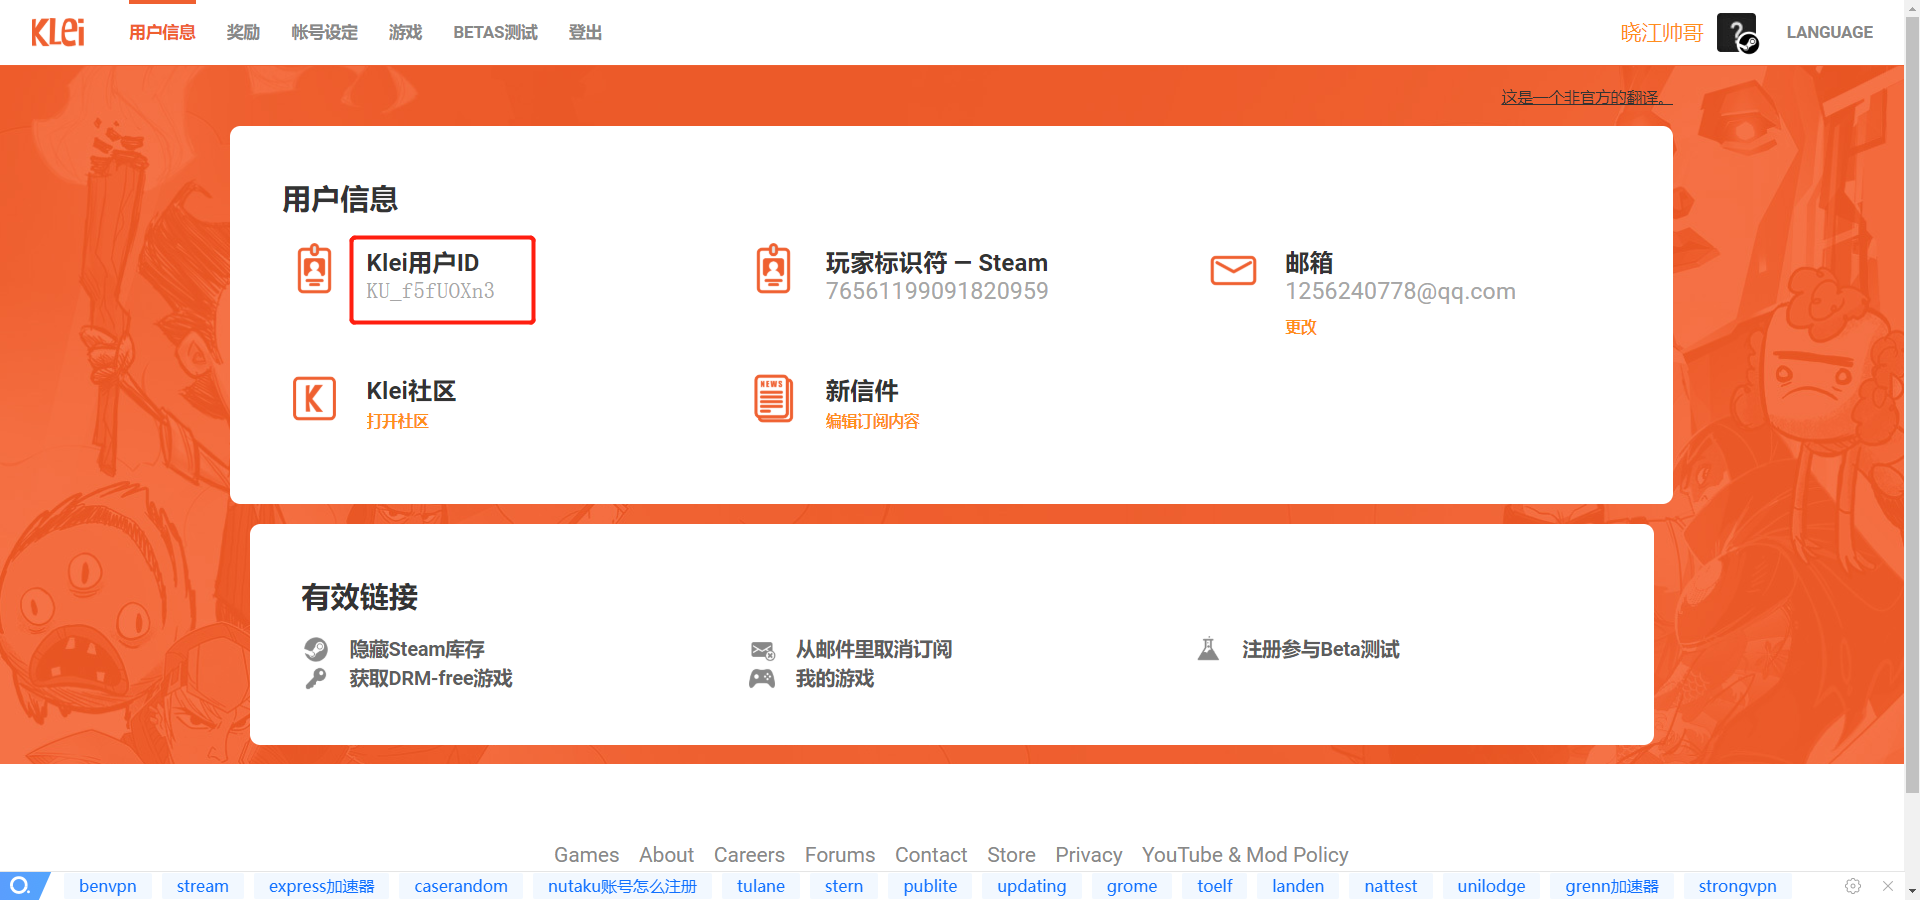 Klei 用户信息 奖励 帐号设定 游戏 BETAS测试 登出 晓江帅哥 ? LANGUAGE
这是一个非官方的翻译。
用户信息
Klei用户ID 玩家标识符 – Steam 邮箱
KU_f5fUOXn3 76561199091820959 1256240778@qq.com
更改
K Klei社区 NEWS 新信件
打开社区 编辑订阅内容
有效链接
隐藏Steam库存 从邮件里取消订阅 注册参与Beta测试
获取DRM-free游戏 我的游戏
Games About Careers Forums Contact Store Privacy YouTube & Mod Policy
benvpn stream express加速器 caserandom nutaku账号怎么注册 tulane stern publite updating grome toelf landen nattest unilodge grenn加速器 strongvpn